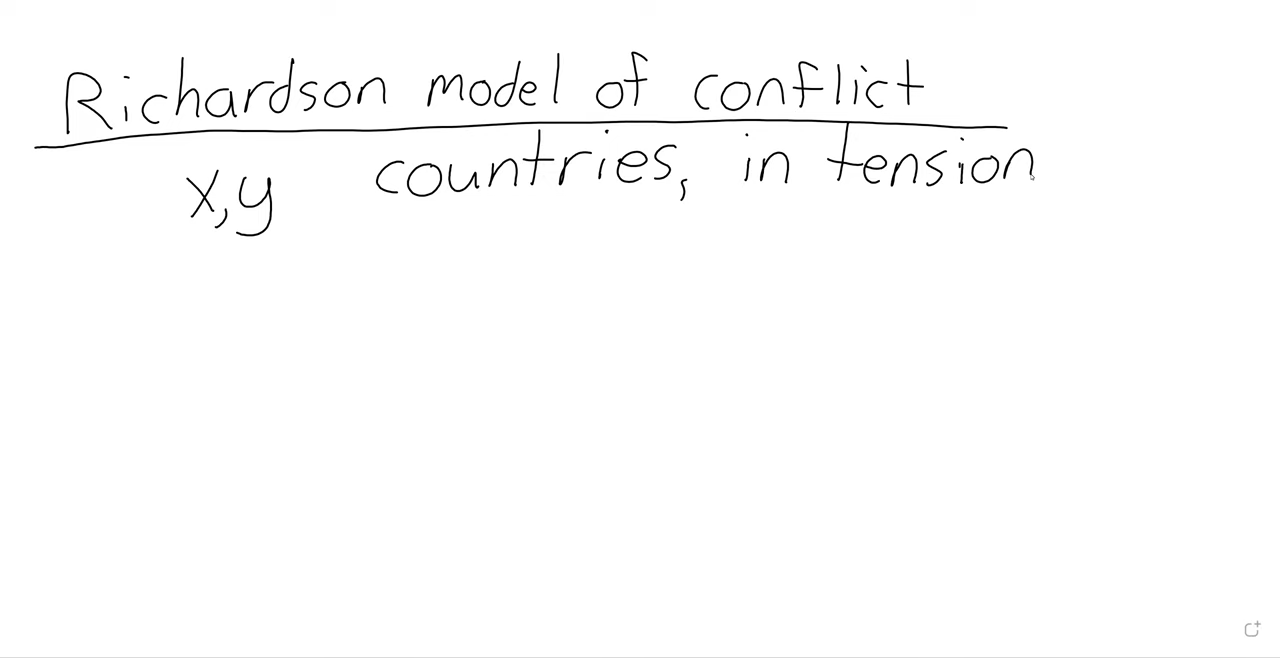 Richardson model of conflict
x,y countries, in tension